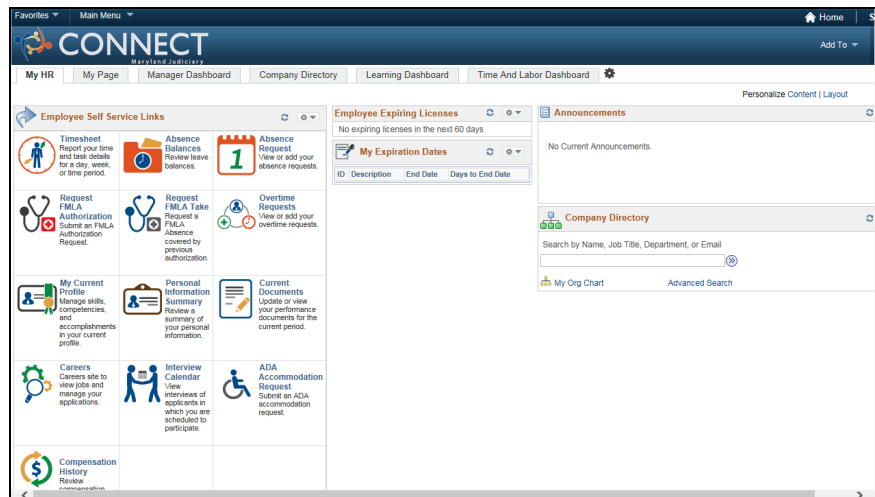 Favorites Main Menu
Home S
CONNECT
Maryland Judiciary
Add To
My HR My Page Manager Dashboard Company Directory Learning Dashboard Time And Labor Dashboard
Personalize Content | Layout
Employee Self Service Links
Timesheet
Report your time
and task details
for a day, week,
or time period.
Absence
Balances
Review leave
balances.
1
Absence
Request
View or add your
absence requests.
Request
FMLA
Authorization
Submit an FMLA
Authorization
Request.
Request
FMLA Take
Request a
FMLA
Absence
covered by
previous
authorization.
Overtime
Requests
View or add your
overtime requests.
My Current
Profile
Manage skills,
competencies,
and
accomplishments
in your current
profile.
Personal
Information
Summary
Review a
summary of
your personal
information.
Current
Documents
Update or view
your performance
documents for the
current period.
Careers
Careers site to
view jobs and
manage your
applications.
Interview
Calendar
View
interviews of
applicants in
which you are
scheduled to
participate.
ADA
Accommodation
Request
Submit an ADA
accommodation
request.
$
Compensation
History
Review
compensation
Employee Expiring Licenses
No expiring licenses in the next 60 days
My Expiration Dates
ID Description End Date Days to End Date
Announcements
No Current Announcements.
Company Directory
Search by Name, Job Title, Department, or Email
My Org Chart Advanced Search